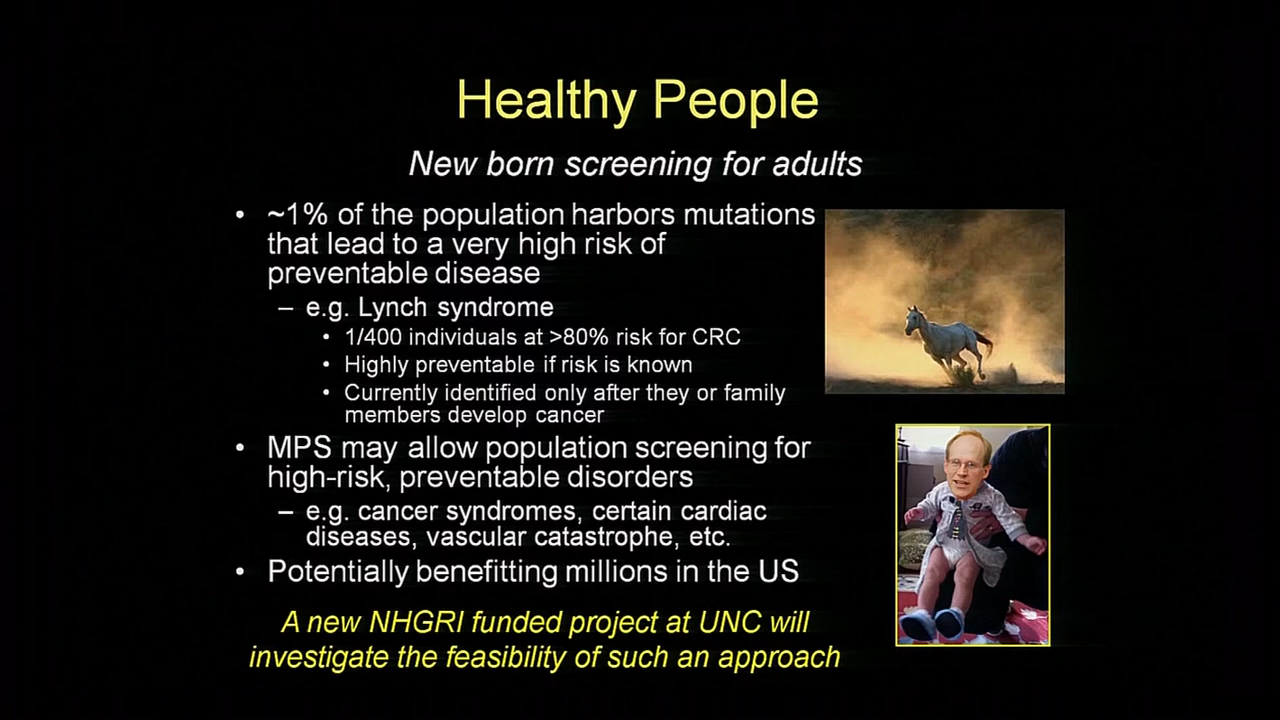 Healthy People
New born screening for adults
• ~1% of the population harbors mutations
that lead to a very high risk of
preventable disease
– e.g. Lynch syndrome
• 1/400 individuals at >80% risk for CRC
• Highly preventable if risk is known
• Currently identified only after they or family
members develop cancer
• MPS may allow population screening for
high-risk, preventable disorders
– e.g. cancer syndromes, certain cardiac
diseases, vascular catastrophe, etc.
• Potentially benefitting millions in the US
A new NHGRI funded project at UNC will
investigate the feasibility of such an approach